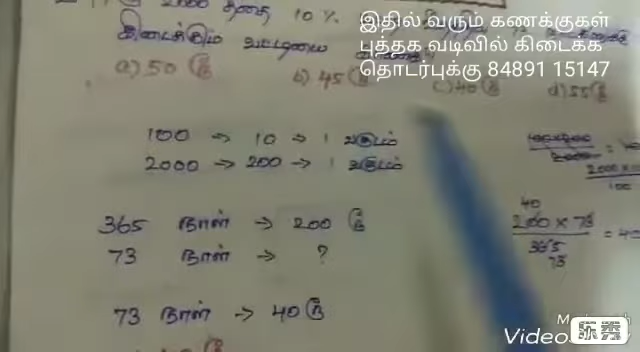 2000 த்தை 10%
இதில் வரும் கணக்குகள்
புத்தக வடிவில் கிடைக்க
தொடர்புக்கு 84891 15147
கிடைக்கும் வட்டியை
a) 50 ரூ b) 45 ரூ c) 40 ரூ d) 55 ரூ
100 → 10 → 1 வருடம்
2000 → 200 → 1 வருடம்
365 நாள் → 200 ரூ
73 நாள் → ?
40
200 x 73
365
73
= 40
73 நாள் → 40 ரூ
Video
乐秀